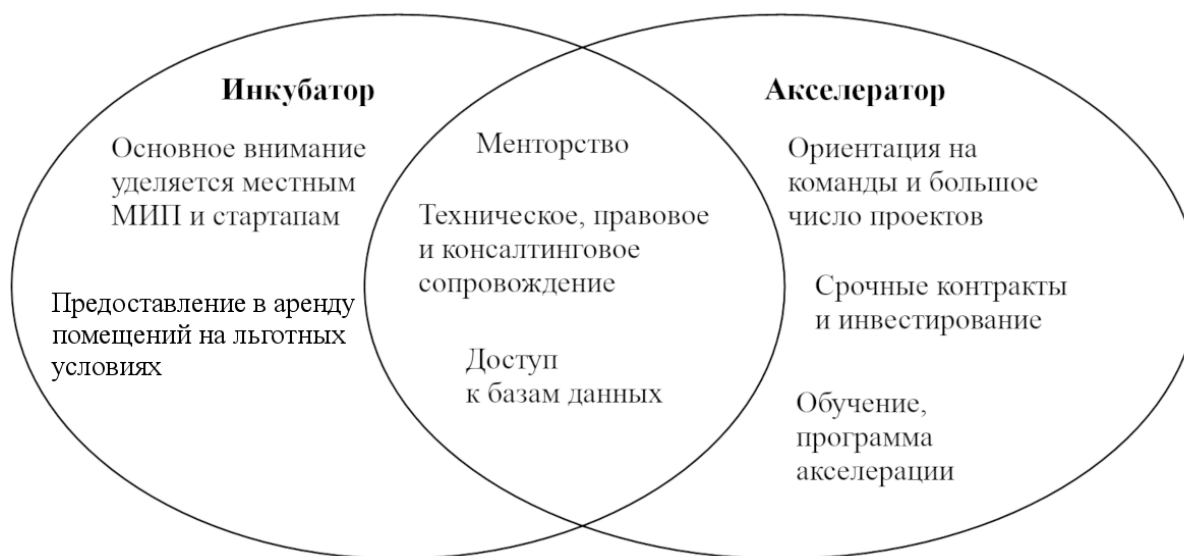 Инкубатор
Основное внимание
уделяется местным
МИП и стартапам
Предоставление в аренду
помещений на льготных
условиях
Менторство
Техническое, правовое
и консалтинговое
сопровождение
Доступ
к базам данных
Акселератор
Ориентация на
команды и большое
число проектов
Срочные контракты
и инвестирование
Обучение,
программа
акселерации